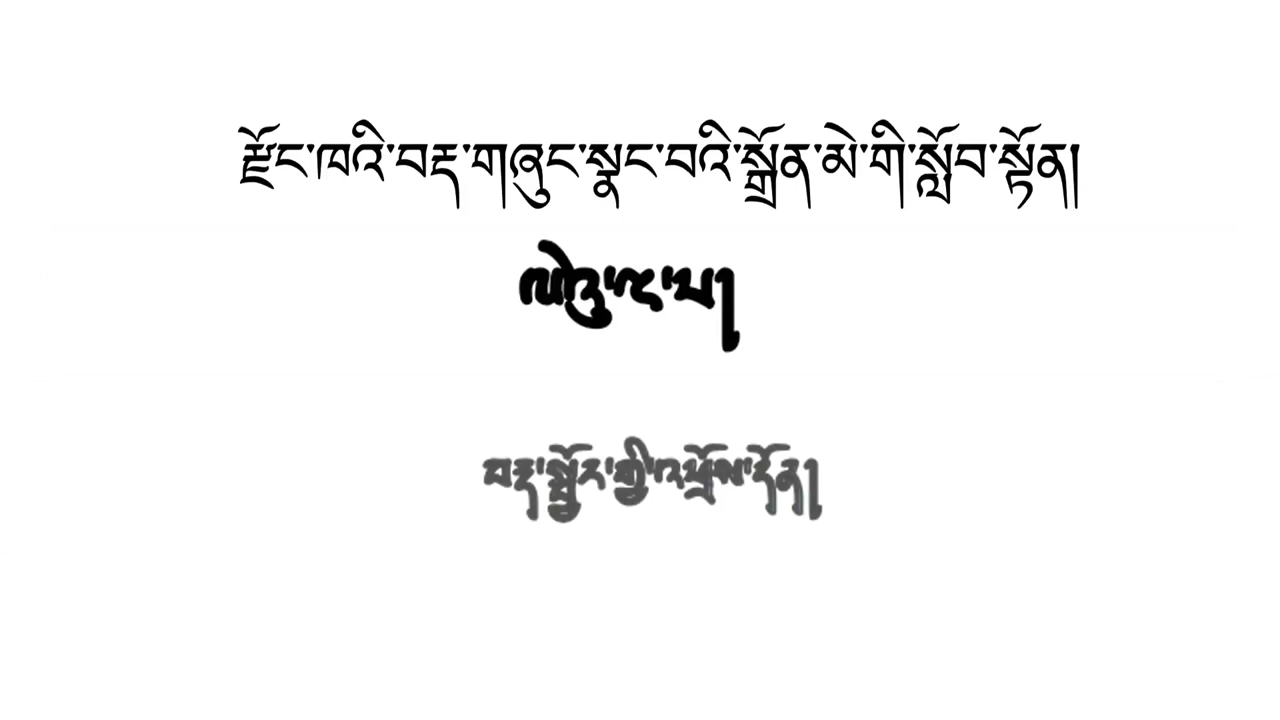 རྫོང་ཁའི་བརྡ་གཞུང་སྣང་བའི་སྒྲོན་མེ་གི་སློབ་སྟོན།
ལེའུ་ང་པ།
བརྡ་སྦྱོར་གྱི་འཕྲོས་དོན།